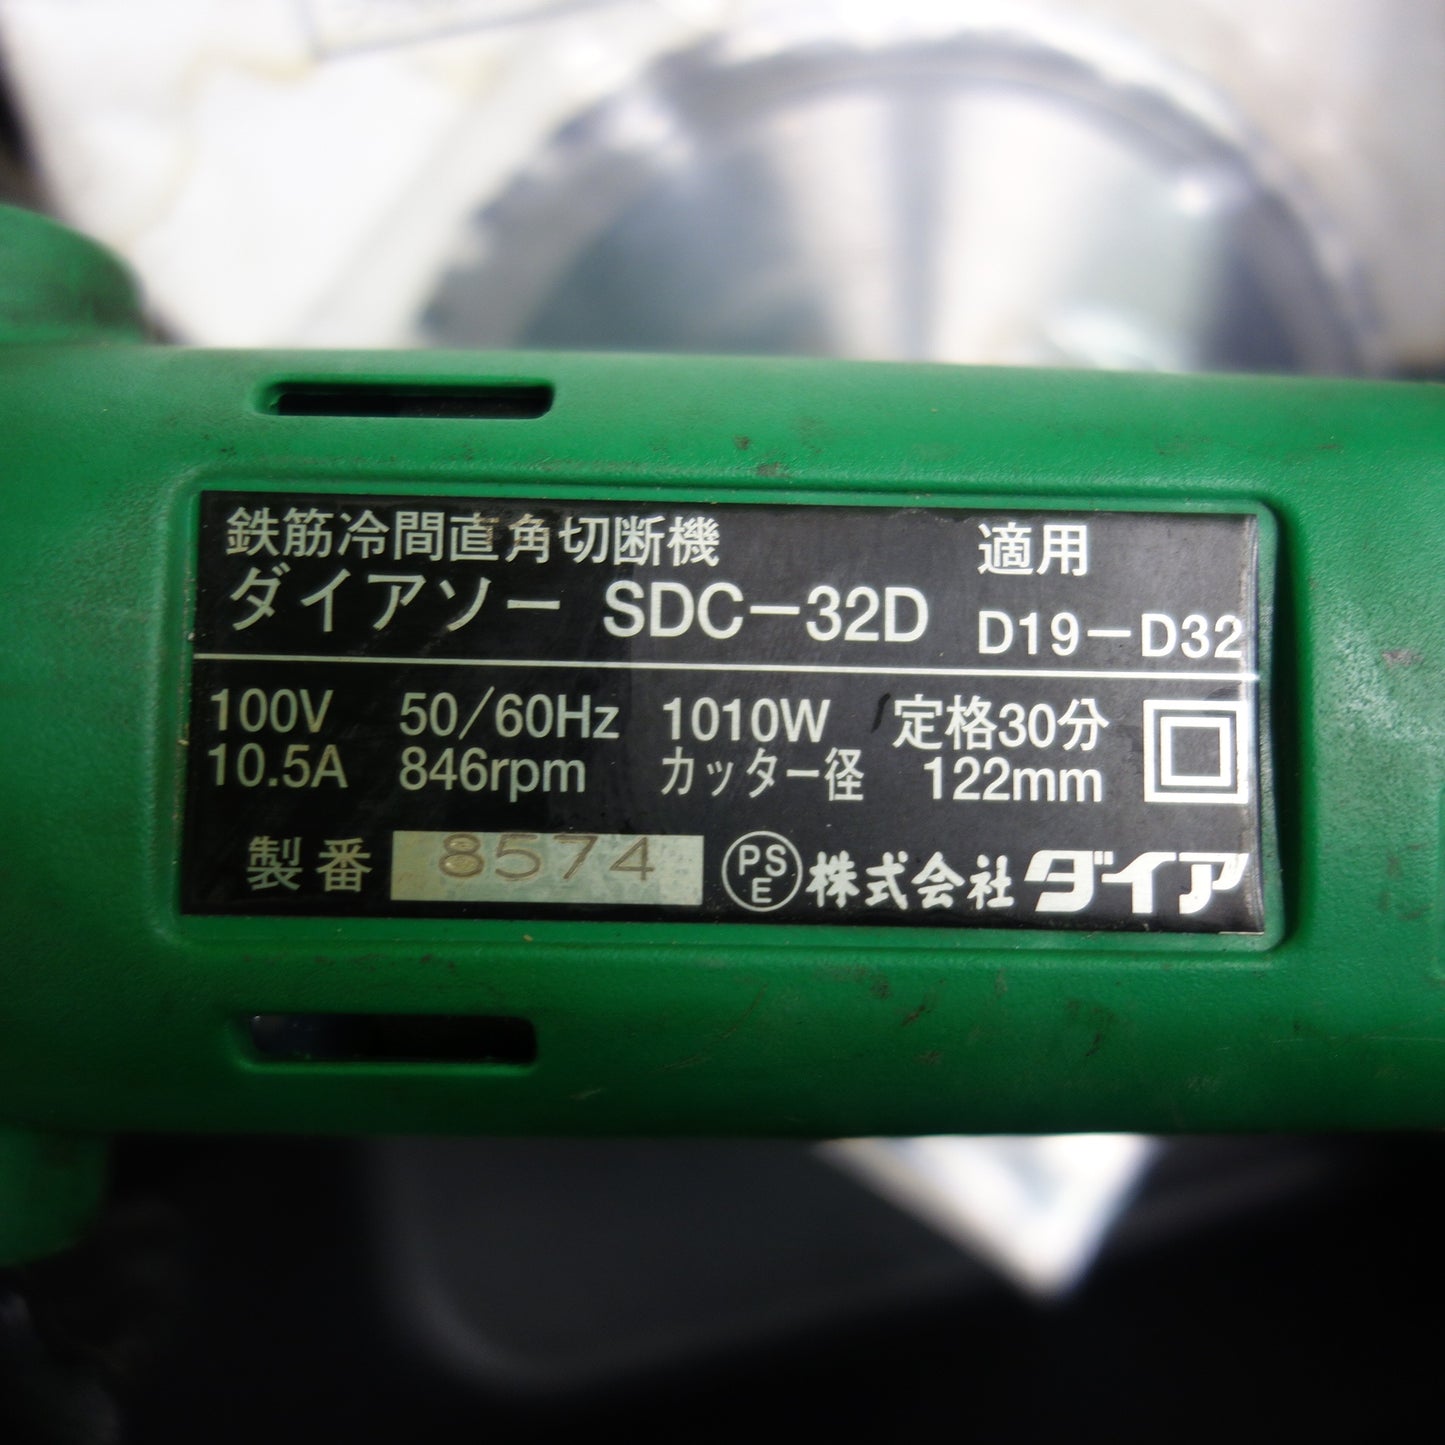 鉄筋冷間直角切断機 適用
ダイアソー SDC−32D D19−D32
100V 50/60Hz 1010W 定格30分
10.5A 846rpm カッター径 122mm
製番 8574 PSE 株式会社 ダイア